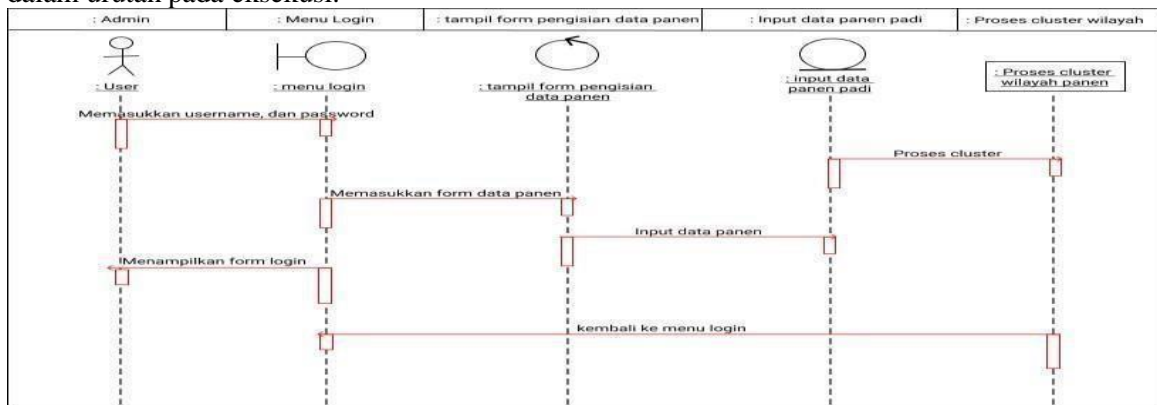 dalam urutan pada eksekusi.
: Admin
: Menu Login
: tampil form pengisian data panen
: Input data panen padi
: Proses cluster wilayah
: User
: menu login
: tampil form pengisian
data panen
: input data
panen padi
: Proses cluster
wilayah panen
Memasukkan username, dan password
Proses cluster
Memasukkan form data panen
Input data panen
Menampilkan form login
kembali ke menu login